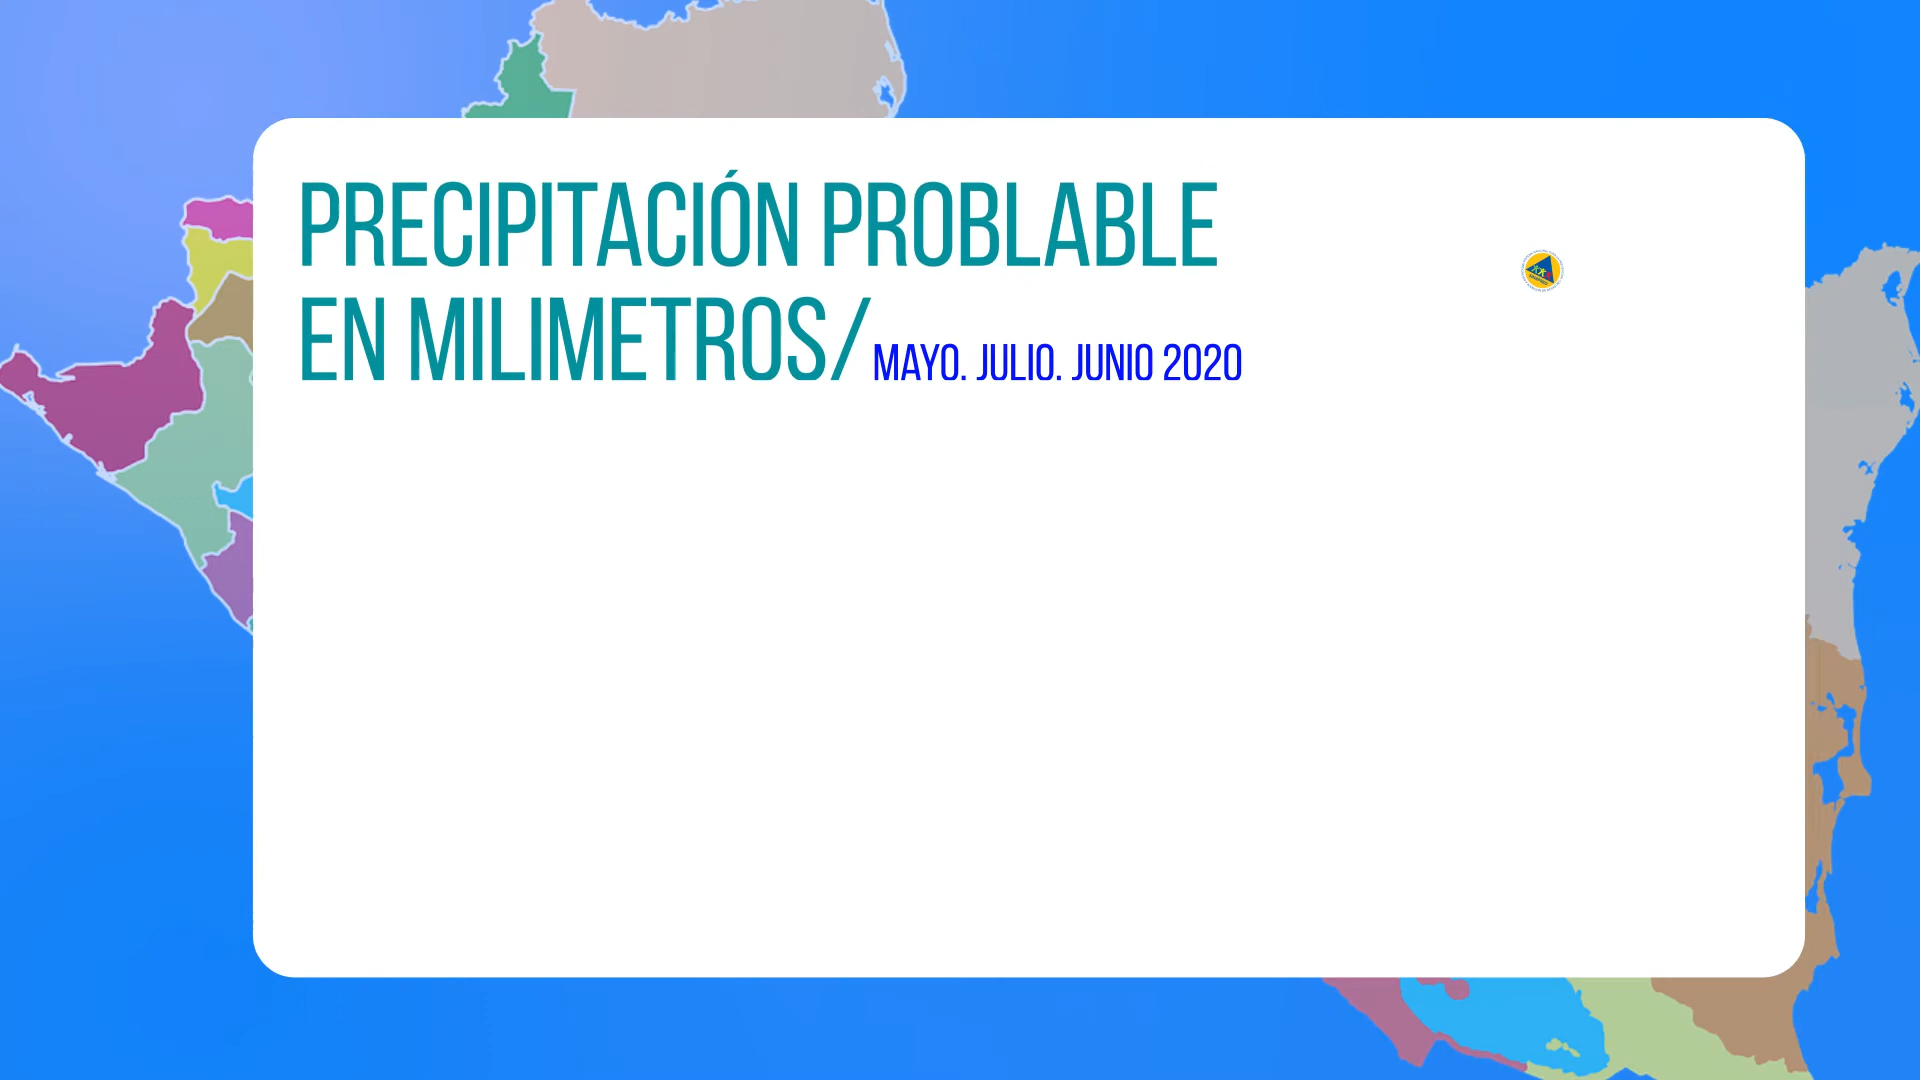 PRECIPITACIÓN PROBLABLE
EN MILIMETROS/ MAYO. JULIO. JUNIO 2020